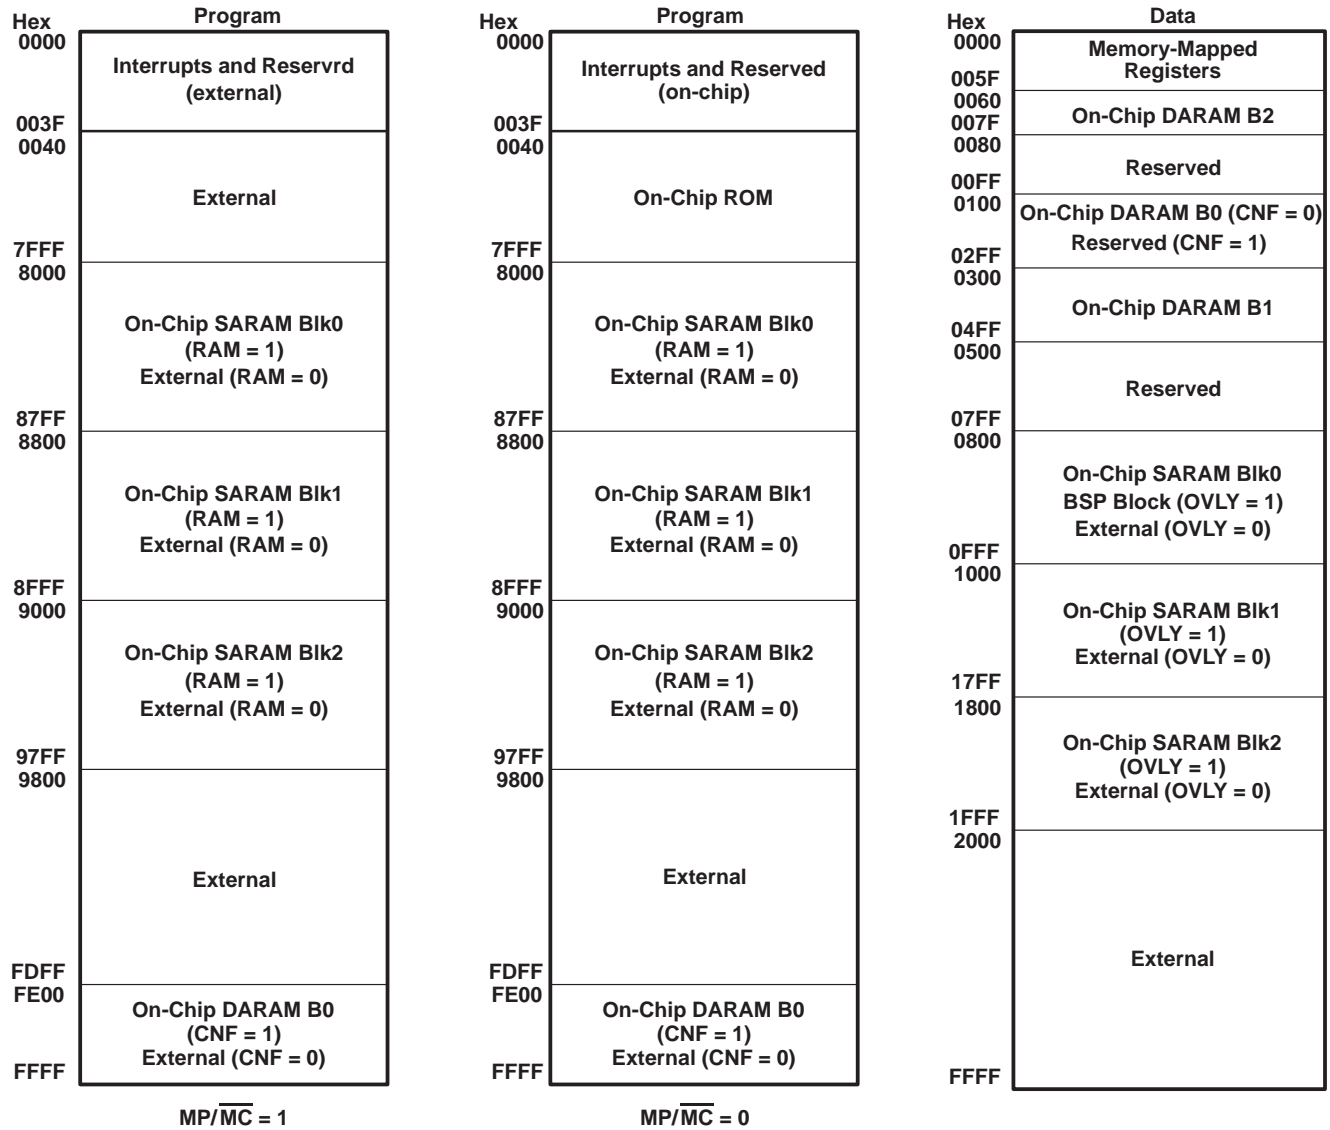 Program
Hex
0000
Interrupts and Reservrd
(external)
003F
0040
External
7FFF
8000
On-Chip SARAM Blk0
(RAM = 1)
External (RAM = 0)
87FF
8800
On-Chip SARAM Blk1
(RAM = 1)
External (RAM = 0)
8FFF
9000
On-Chip SARAM Blk2
(RAM = 1)
External (RAM = 0)
97FF
9800
External
FDFF
FE00
On-Chip DARAM B0
(CNF = 1)
External (CNF = 0)
FFFF
MP/M̅C̅ = 1
Program
Hex
0000
Interrupts and Reserved
(on-chip)
003F
0040
On-Chip ROM
7FFF
8000
On-Chip SARAM Blk0
(RAM = 1)
External (RAM = 0)
87FF
8800
On-Chip SARAM Blk1
(RAM = 1)
External (RAM = 0)
8FFF
9000
On-Chip SARAM Blk2
(RAM = 1)
External (RAM = 0)
97FF
9800
External
FDFF
FE00
On-Chip DARAM B0
(CNF = 1)
External (CNF = 0)
FFFF
MP/M̅C̅ = 0
Data
Hex
0000
Memory-Mapped
Registers
005F
0060
On-Chip DARAM B2
007F
0080
Reserved
00FF
0100
On-Chip DARAM B0 (CNF = 0)
Reserved (CNF = 1)
02FF
0300
On-Chip DARAM B1
04FF
0500
Reserved
07FF
0800
On-Chip SARAM Blk0
BSP Block (OVLY = 1)
External (OVLY = 0)
0FFF
1000
On-Chip SARAM Blk1
(OVLY = 1)
External (OVLY = 0)
17FF
1800
On-Chip SARAM Blk2
(OVLY = 1)
External (OVLY = 0)
1FFF
2000
External
FFFF